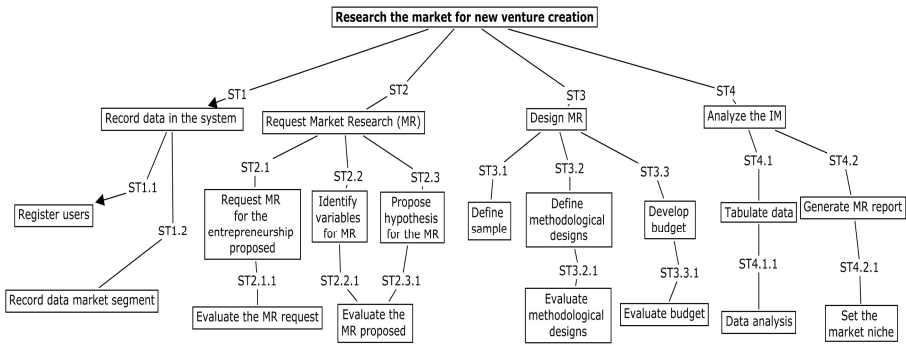 Research the market for new venture creation
ST1
ST2
ST3
ST4
Record data in the system
Request Market Research (MR)
Design MR
Analyze the IM
ST1.1
ST1.2
ST2.1
ST2.2
ST2.3
ST3.1
ST3.2
ST3.3
ST4.1
ST4.2
Register users
Record data market segment
Request MR
for the
entrepreneurship
proposed
Identify
variables
for MR
Propose
hypothesis
for the MR
Define
sample
Define
methodological
designs
Develop
budget
Tabulate data
Generate MR report
ST2.1.1
ST2.2.1
ST2.3.1
ST3.2.1
ST3.3.1
ST4.1.1
ST4.2.1
Evaluate the MR request
Evaluate the
MR proposed
Evaluate
methodological
designs
Evaluate budget
Data analysis
Set the
market niche